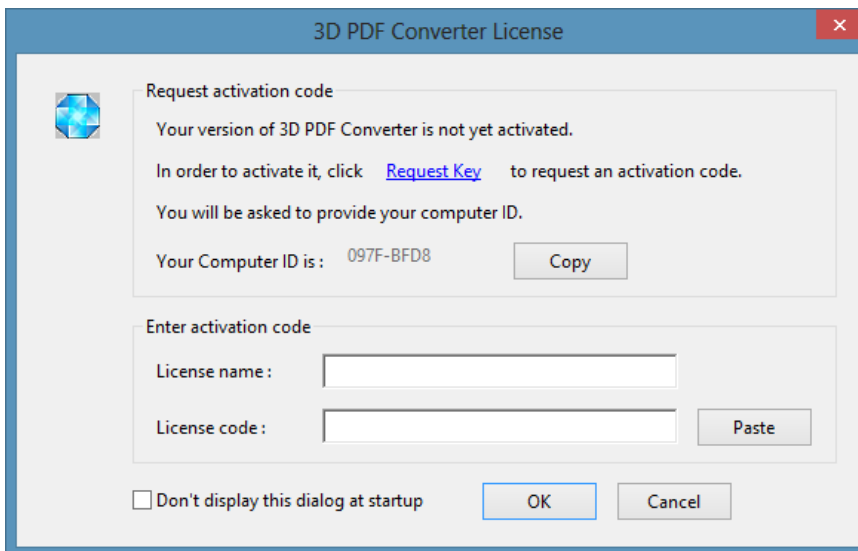 3D PDF Converter License
Request activation code
Your version of 3D PDF Converter is not yet activated.
In order to activate it, click Request Key to request an activation code.
You will be asked to provide your computer ID.
Your Computer ID is : 097F-BFD8 Copy
Enter activation code
License name :
License code : Paste
Don't display this dialog at startup OK Cancel